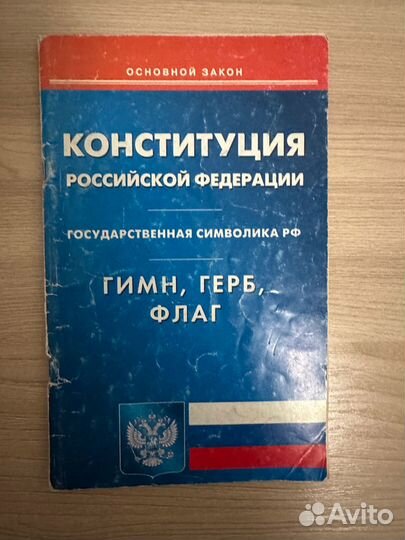 ОСНОВНОЙ ЗАКОН
КОНСТИТУЦИЯ
РОССИЙСКОЙ ФЕДЕРАЦИИ
ГОСУДАРСТВЕННАЯ СИМВОЛИКА РФ
ГИМН, ГЕРБ,
ФЛАГ
Avito